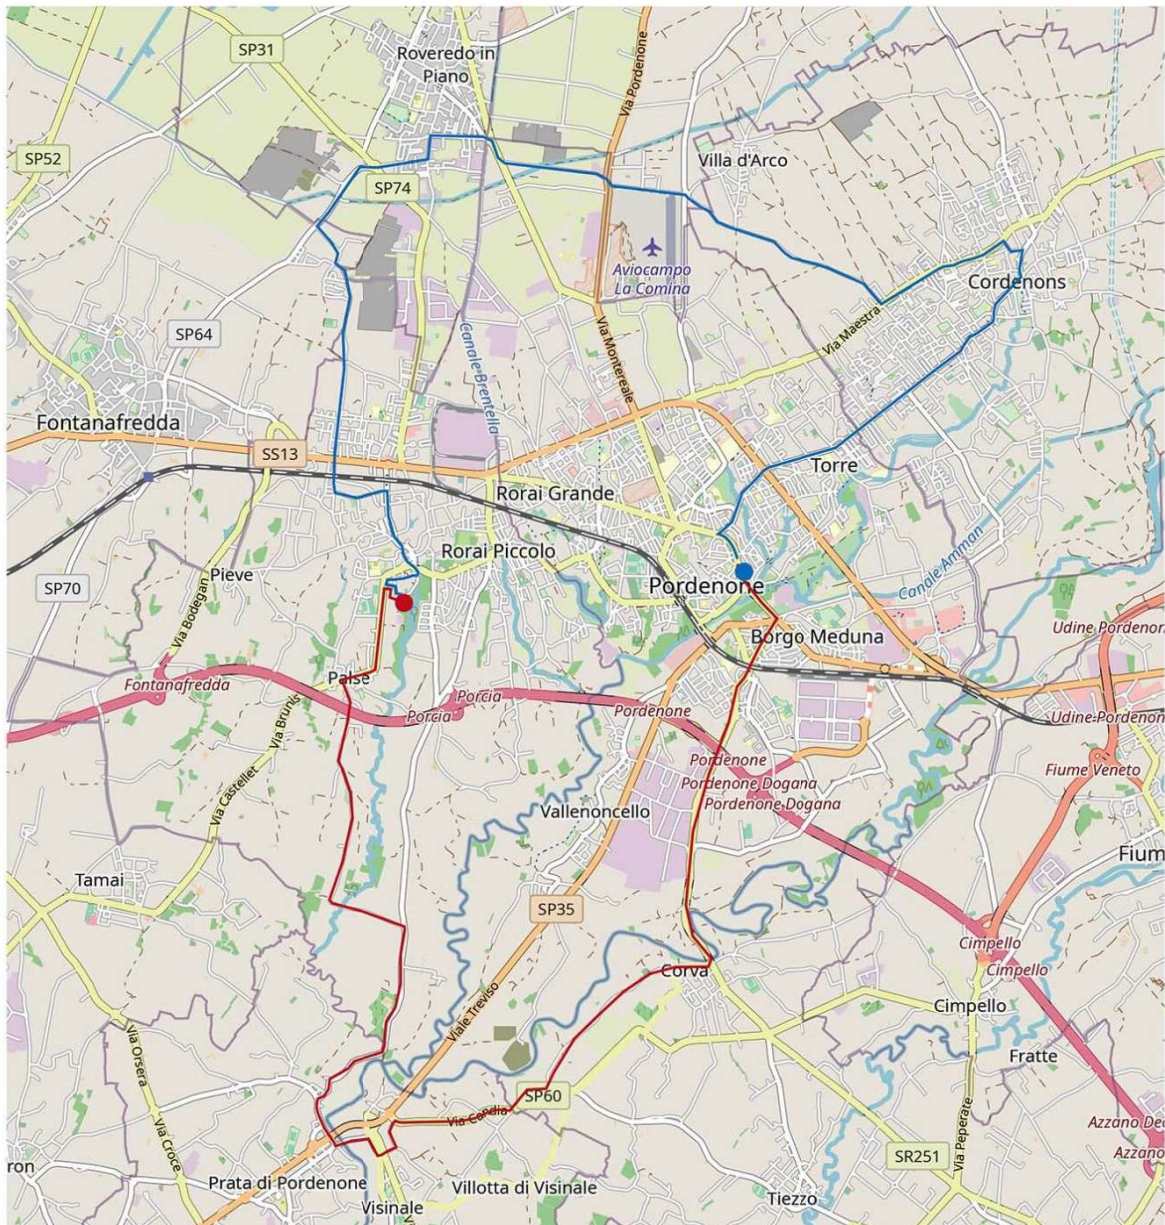 SP31
Roveredo in
Piano
Via Pordenone
SP52
Villa d'Arco
SP74
Aviocampo
La Comina
Cordenons
SP64
Via Maestra
Canale Brentella
Via Montereale
Fontanafredda
SS13
Rorai Grande
Torre
SP70
Pieve
Rorai Piccolo
Pordenone
Canale Amman
Via Bodegan
Borgo Meduna
Udine Pordenon
Fontanafredda
Palse
Porcia
Porcia
Pordenone
Udine-Pordenon
Via Brunis
Pordenone
Pordenone Dogana
Pordenone Dogana
Fiume Veneto
Via Castellet
Vallenoncello
Fium
Tamai
SP35
Cimpello
Cimpello
Corva
Cimpello
Viale Treviso
Via Orsera
Fratte
SP60
Via Candia
Azzano De
Azzano
Via Croce
Via Peperate
SR251
ron
Prata di Pordenone
Villotta di Visinale
Tiezzo
Visinale